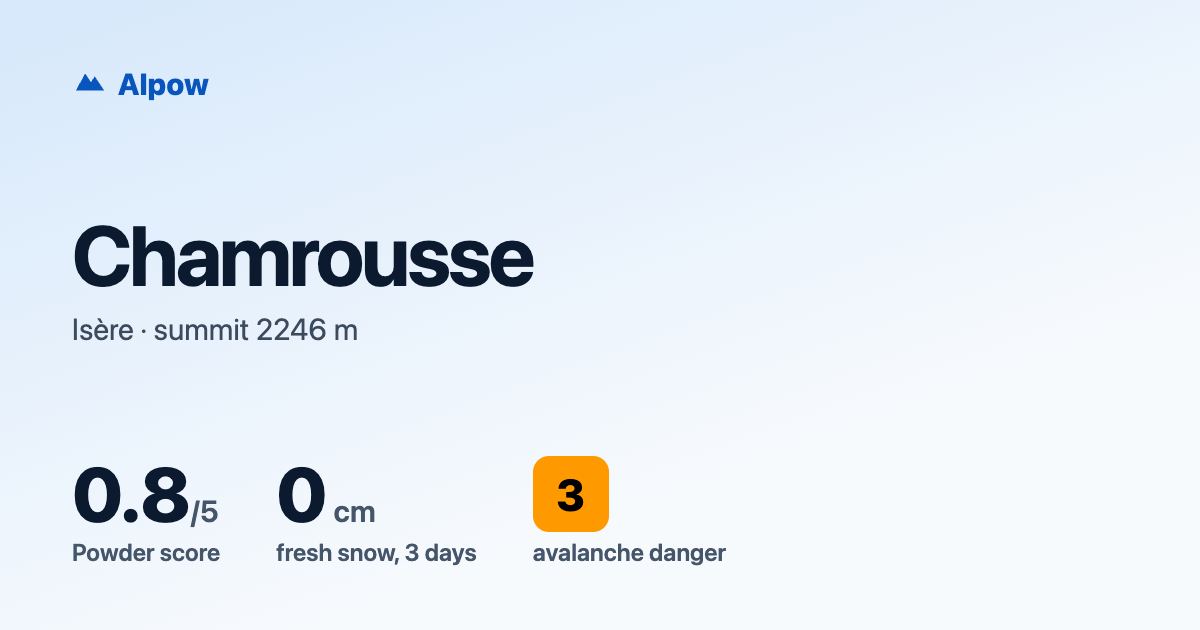 Alpow
Chamrousse
Isère · summit 2246 m
0.8/5 0 cm 3
Powder score fresh snow, 3 days avalanche danger